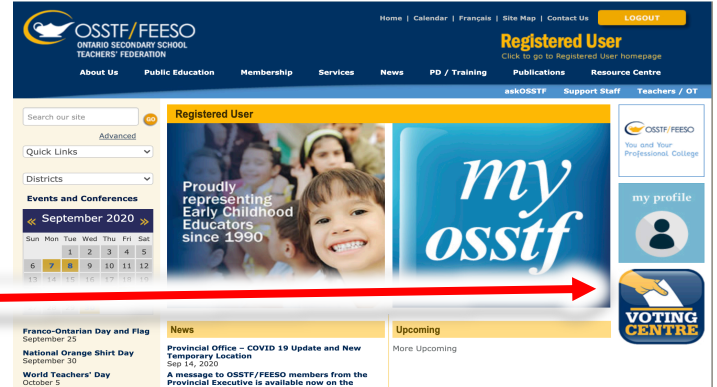 Home | Calendar | Français | Site Map | Contact Us
LOGOUT
OSSTF/FEESO
ONTARIO SECONDARY SCHOOL
TEACHERS' FEDERATION
Registered User
Click to go to Registered User homepage
About Us Public Education Membership Services News PD / Training Publications Resource Centre
askOSSTF Support Staff Teachers / OT
Search our site
GO
Advanced
Quick Links
Districts
Events and Conferences
« September 2020 »
Sun Mon Tue Wed Thu Fri Sat
1 2 3 4 5
6 7 8 9 10 11 12
13 14 15 16 17 18 19
Franco-Ontarian Day and Flag
September 25
National Orange Shirt Day
September 30
World Teachers' Day
October 5
Registered User
Proudly
representing
Early Childhood
Educators
since 1990
my
osstf
News
Provincial Office – COVID 19 Update and New
Temporary Location
Sep 14, 2020
A message to OSSTF/FEESO members from the
Provincial Executive is available now on the
Upcoming
More Upcoming
OSSTF/FEESO
You and Your
Professional College
my profile
VOTING
CENTRE